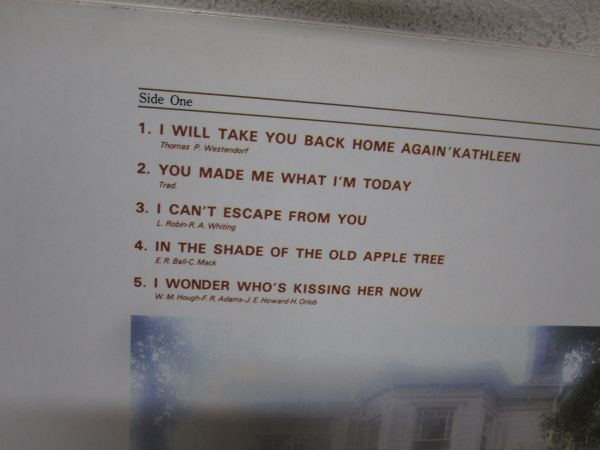 Side One
1. I WILL TAKE YOU BACK HOME AGAIN'KATHLEEN
Thomas P. Westendorf
2. YOU MADE ME WHAT I'M TODAY
Trad.
3. I CAN'T ESCAPE FROM YOU
L. Robin-R. A. Whiting
4. IN THE SHADE OF THE OLD APPLE TREE
E. R. Ball-C. Mack
5. I WONDER WHO'S KISSING HER NOW
W. M. Hough-F. R. Adams-J. E. Howard-H. Orlob